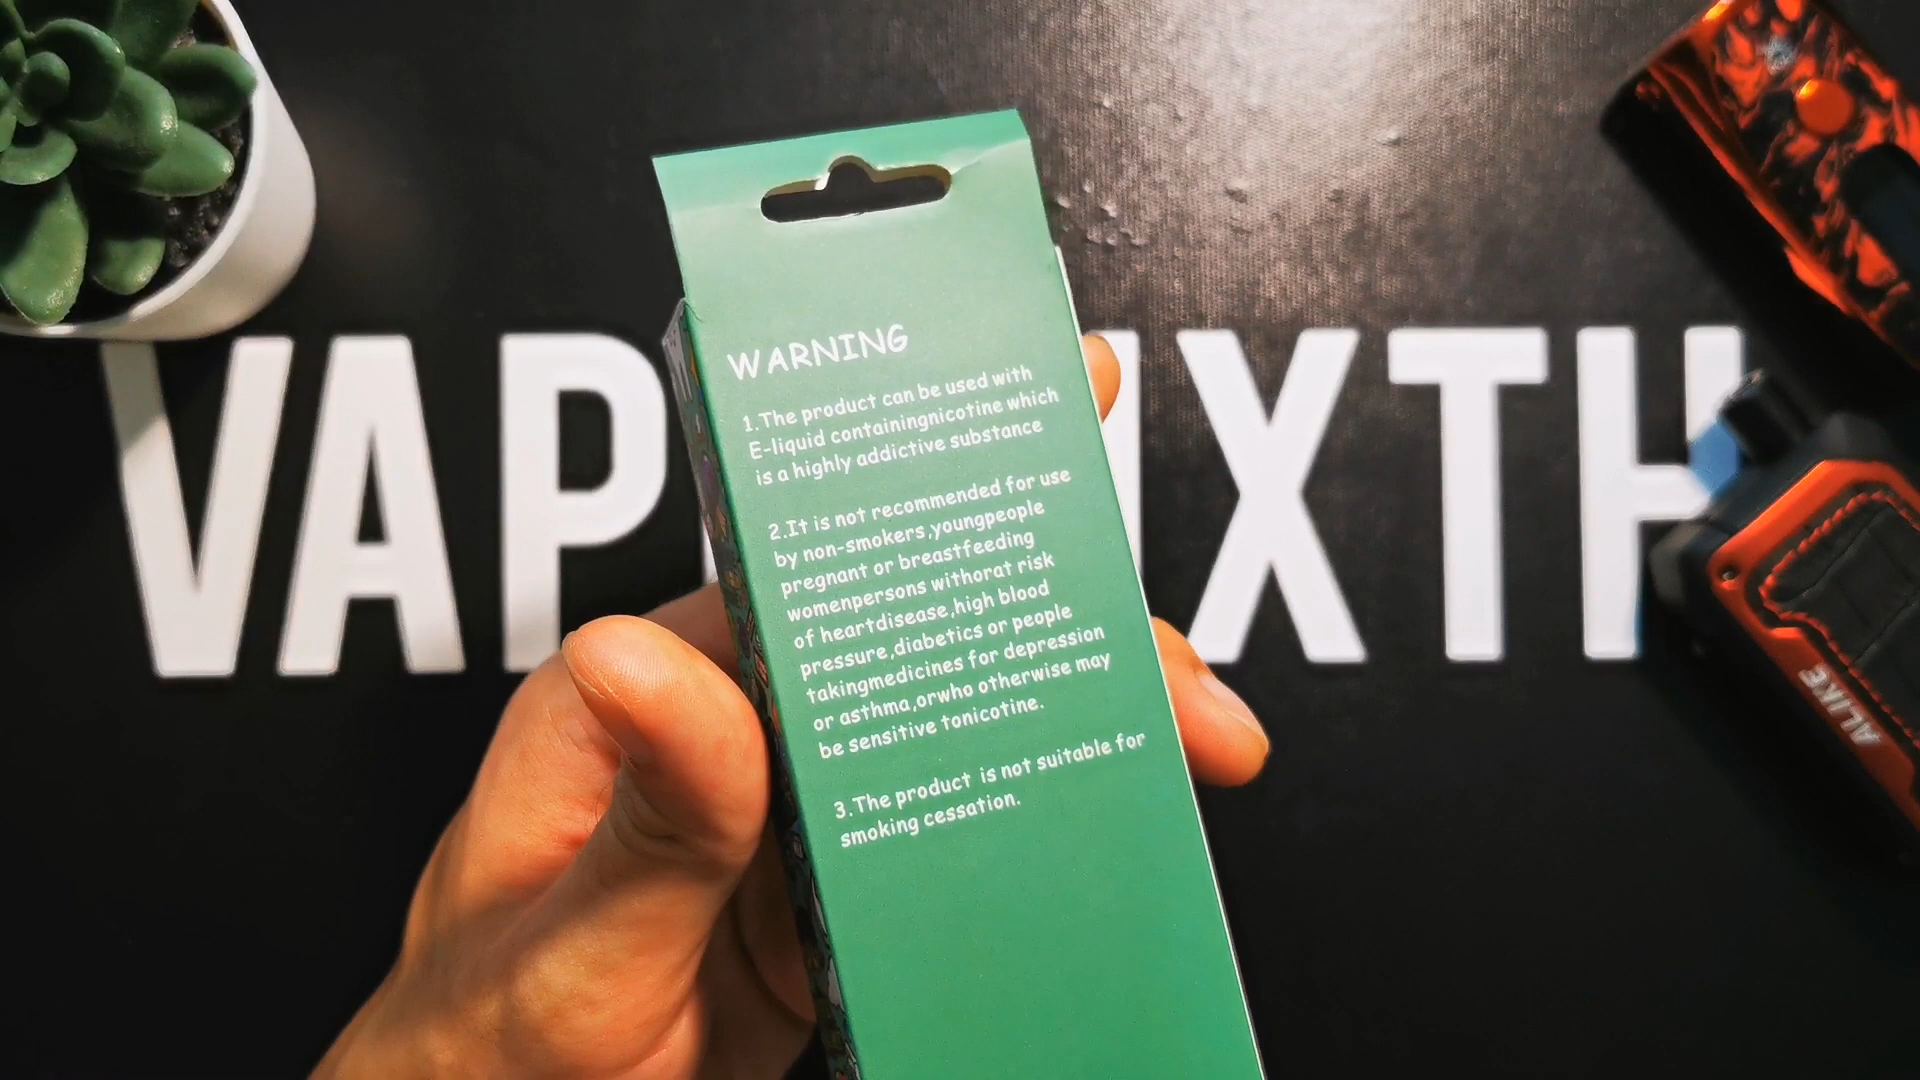 WARNING
1.The product can be used with
E-liquid containingnicotine which
is a highly addictive substance
2.It is not recommended for use
by non-smokers,youngpeople
pregnant or breastfeeding
womenpersons withorat risk
of heartdisease,high blood
pressure,diabetics or people
takingmedicines for depression
or asthma,orwho otherwise may
be sensitive tonicotine.
3.The product is not suitable for
smoking cessation.
ALIKE